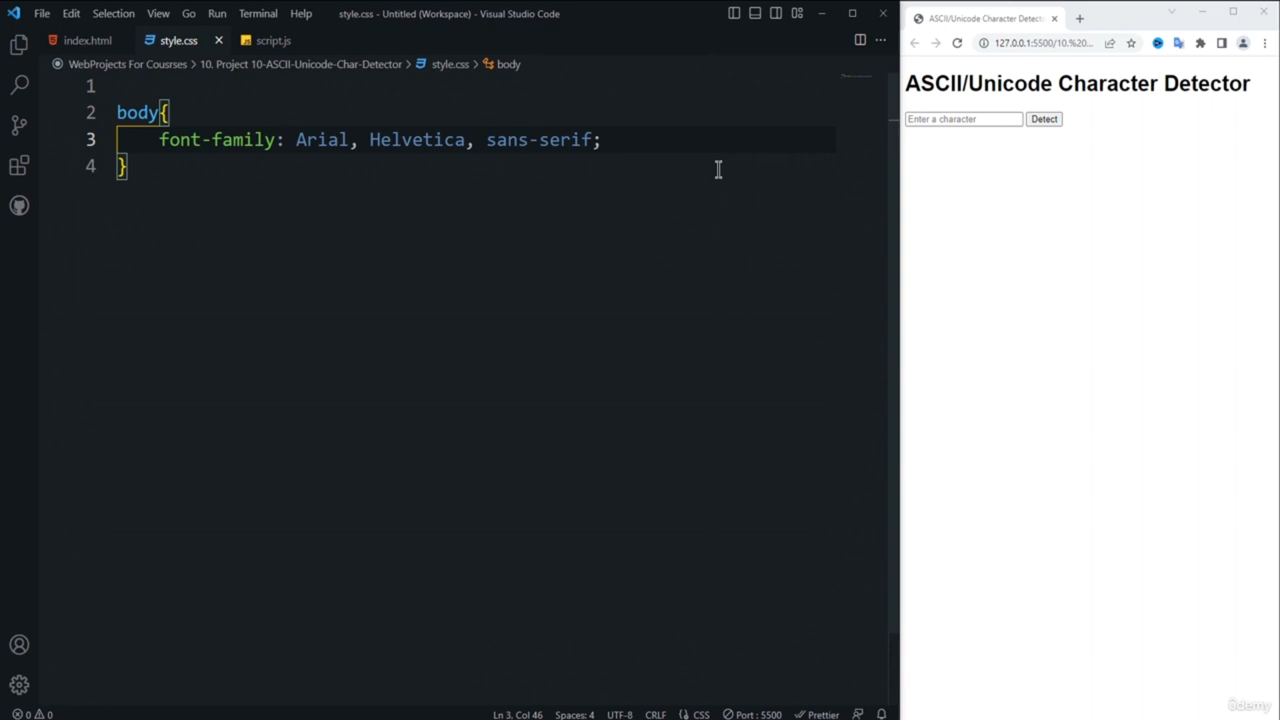 File Edit Selection View Go Run Terminal Help
style.css - Untitled (Workspace) - Visual Studio Code
index.html
style.css
script.js
WebProjects For Coursses > 10. Project 10-ASCII-Unicode-Char-Detector > style.css > body
1
2 body{
3 font-family: Arial, Helvetica, sans-serif;
4 }
0 0
Ln 3, Col 46 Spaces: 4 UTF-8 CRLF {} CSS Port : 5500 Prettier
ASCII/Unicode Character Detect
127.0.0.1:5500/10.%20...
ASCII/Unicode Character Detector
Enter a character
Detect
ûdemy